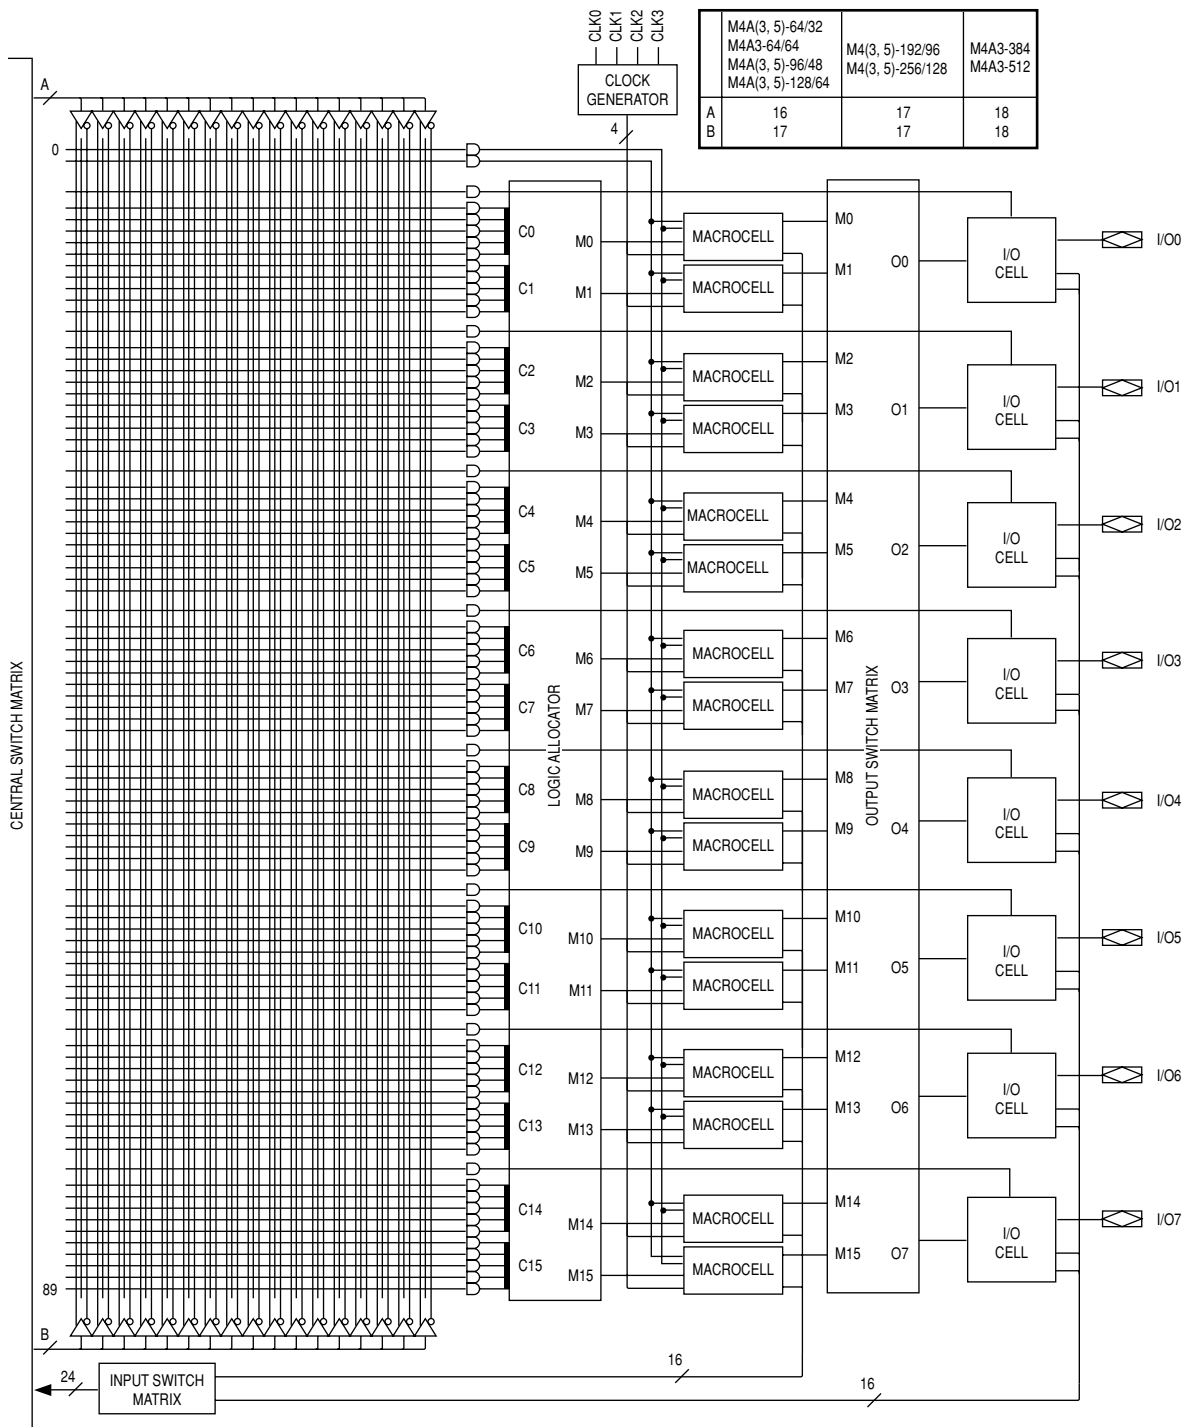 CLK0
CLK1
CLK2
CLK3
CLOCK
GENERATOR
4
M4A(3, 5)-64/32
M4A3-64/64
M4A(3, 5)-96/48
M4A(3, 5)-128/64
M4(3, 5)-192/96
M4(3, 5)-256/128
M4A3-384
M4A3-512
A 16 17 18
B 17 17 18
A
0
CENTRAL SWITCH MATRIX
LOGIC ALLOCATOR
OUTPUT SWITCH MATRIX
C0 M0 MACROCELL M0
O0 I/O CELL I/O0
C1 M1 MACROCELL M1
C2 M2 MACROCELL M2
O1 I/O CELL I/O1
C3 M3 MACROCELL M3
C4 M4 MACROCELL M4
O2 I/O CELL I/O2
C5 M5 MACROCELL M5
C6 M6 MACROCELL M6
O3 I/O CELL I/O3
C7 M7 MACROCELL M7
C8 M8 MACROCELL M8
O4 I/O CELL I/O4
C9 M9 MACROCELL M9
C10 M10 MACROCELL M10
O5 I/O CELL I/O5
C11 M11 MACROCELL M11
C12 M12 MACROCELL M12
O6 I/O CELL I/O6
C13 M13 MACROCELL M13
C14 M14 MACROCELL M14
O7 I/O CELL I/O7
C15 M15 MACROCELL M15
89
B
24
INPUT SWITCH
MATRIX
16
16